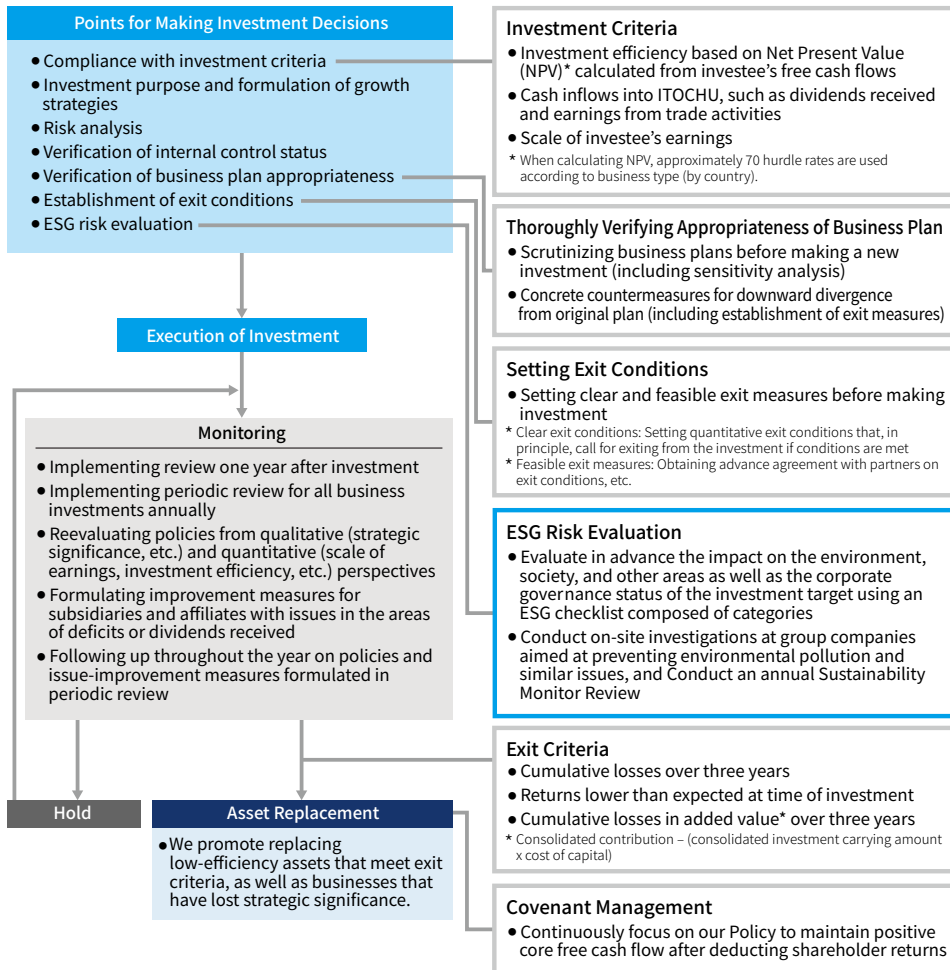 Points for Making Investment Decisions
• Compliance with investment criteria
• Investment purpose and formulation of growth
strategies
• Risk analysis
• Verification of internal control status
• Verification of business plan appropriateness
• Establishment of exit conditions
• ESG risk evaluation
Execution of Investment
Monitoring
• Implementing review one year after investment
• Implementing periodic review for all business
investments annually
• Reevaluating policies from qualitative (strategic
significance, etc.) and quantitative (scale of
earnings, investment efficiency, etc.) perspectives
• Formulating improvement measures for
subsidiaries and affiliates with issues in the areas
of deficits or dividends received
• Following up throughout the year on policies and
issue-improvement measures formulated in
periodic review
Hold
Asset Replacement
• We promote replacing
low-efficiency assets that meet exit
criteria, as well as businesses that
have lost strategic significance.
Investment Criteria
• Investment efficiency based on Net Present Value
(NPV)* calculated from investee's free cash flows
• Cash inflows into ITOCHU, such as dividends received
and earnings from trade activities
• Scale of investee's earnings
* When calculating NPV, approximately 70 hurdle rates are used
according to business type (by country).
Thoroughly Verifying Appropriateness of Business Plan
• Scrutinizing business plans before making a new
investment (including sensitivity analysis)
• Concrete countermeasures for downward divergence
from original plan (including establishment of exit measures)
Setting Exit Conditions
• Setting clear and feasible exit measures before making
investment
* Clear exit conditions: Setting quantitative exit conditions that, in
principle, call for exiting from the investment if conditions are met
* Feasible exit measures: Obtaining advance agreement with partners on
exit conditions, etc.
ESG Risk Evaluation
• Evaluate in advance the impact on the environment,
society, and other areas as well as the corporate
governance status of the investment target using an
ESG checklist composed of categories
• Conduct on-site investigations at group companies
aimed at preventing environmental pollution and
similar issues, and Conduct an annual Sustainability
Monitor Review
Exit Criteria
• Cumulative losses over three years
• Returns lower than expected at time of investment
• Cumulative losses in added value* over three years
* Consolidated contribution – (consolidated investment carrying amount
x cost of capital)
Covenant Management
• Continuously focus on our Policy to maintain positive
core free cash flow after deducting shareholder returns